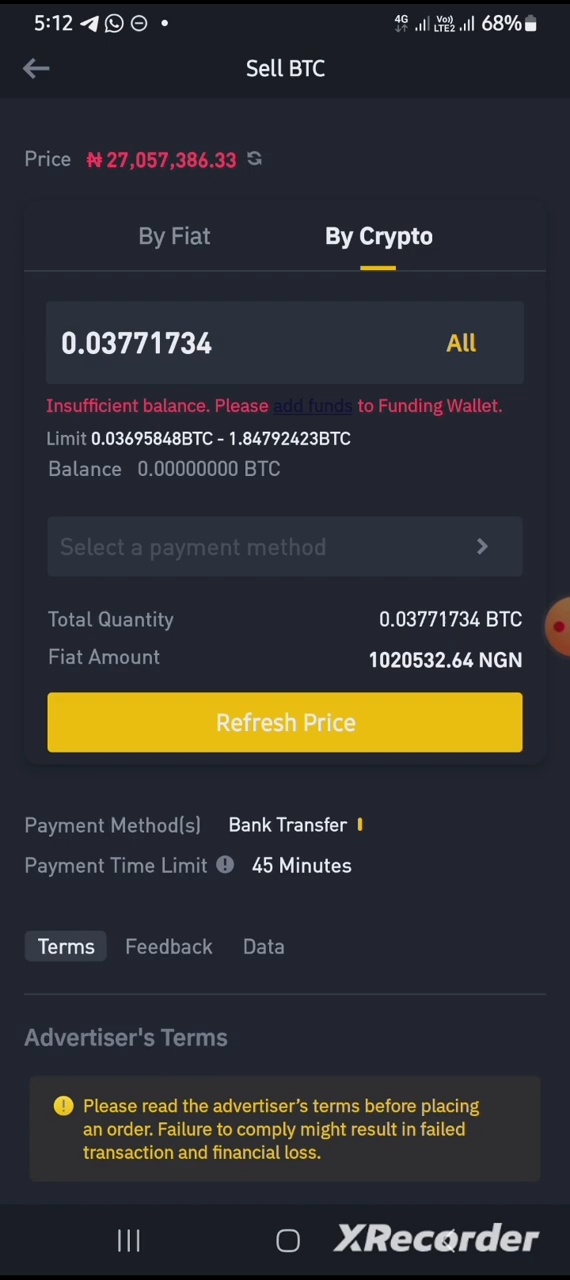 5:12 4G Vo)) LTE2 68%
Sell BTC
Price ₦ 27,057,386.33
By Fiat By Crypto
0.03771734 All
Insufficient balance. Please add funds to Funding Wallet.
Limit 0.03695848BTC - 1.84792423BTC
Balance 0.00000000 BTC
Select a payment method
Total Quantity 0.03771734 BTC
Fiat Amount 1020532.64 NGN
Refresh Price
Payment Method(s) Bank Transfer
Payment Time Limit 45 Minutes
Terms Feedback Data
Advertiser's Terms
Please read the advertiser's terms before placing
an order. Failure to comply might result in failed
transaction and financial loss.
XRecorder